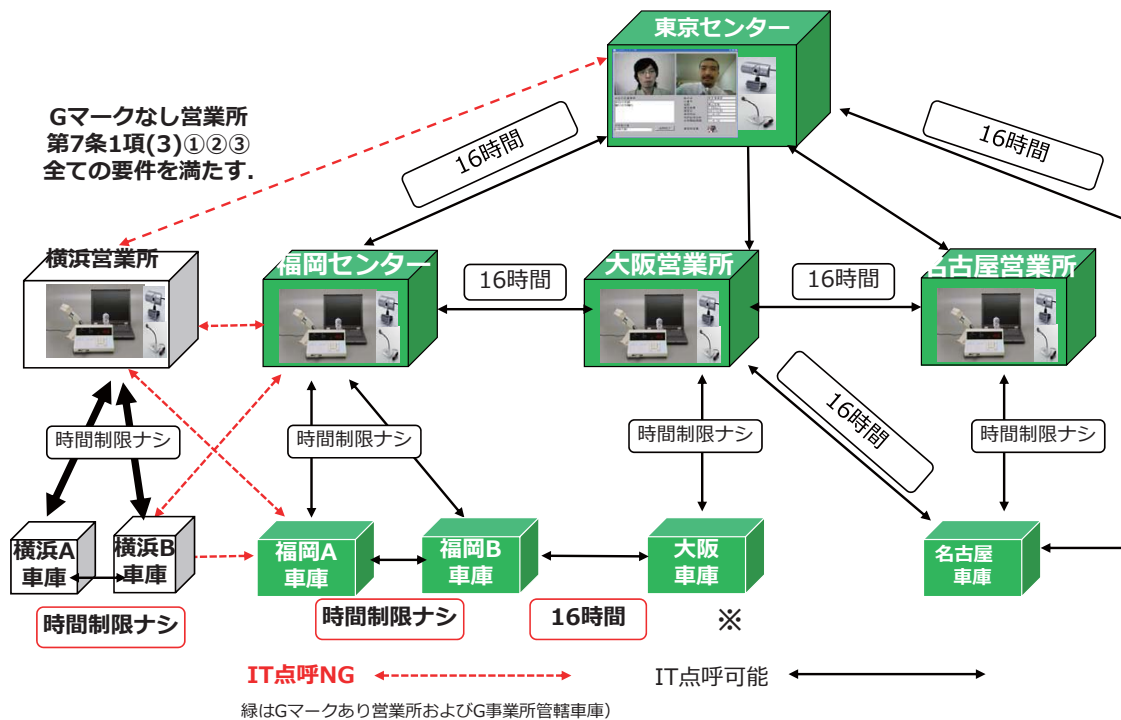 東京センター
Gマークなし営業所
第7条1項(3)①②③
全ての要件を満たす.
16時間
16時間
横浜営業所
福岡センター
大阪営業所
名古屋営業所
16時間
16時間
16時間
時間制限ナシ
時間制限ナシ
時間制限ナシ
時間制限ナシ
横浜A
車庫
横浜B
車庫
福岡A
車庫
福岡B
車庫
大阪
車庫
名古屋
車庫
時間制限ナシ
時間制限ナシ
16時間
※
IT点呼NG
IT点呼可能
緑はGマークあり営業所およびG事業所管轄車庫）